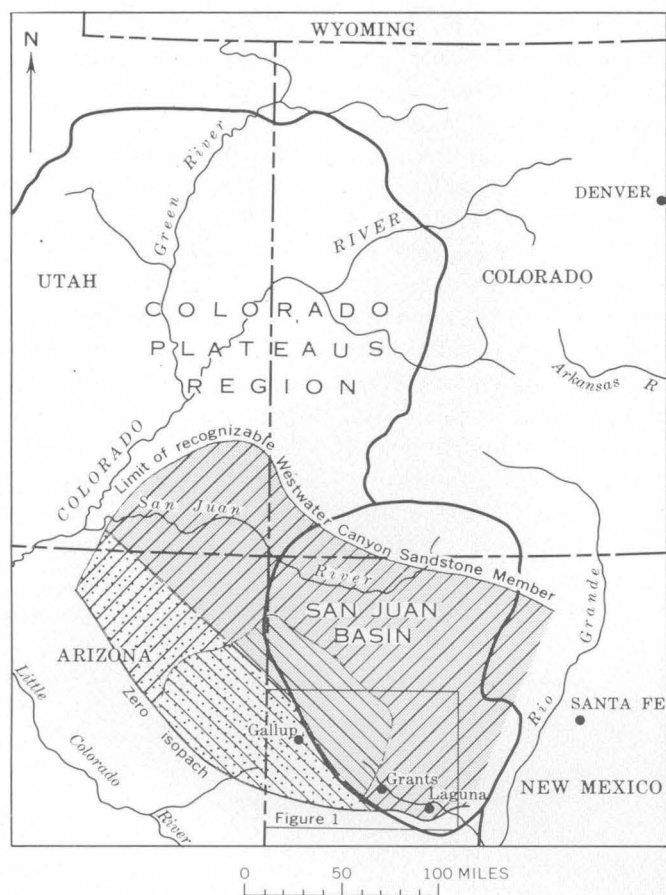 WYOMING
N
Green River
DENVER
RIVER
UTAH
COLORADO
COLORADO
PLATEAUS
REGION
Arkansas R
COLORADO
Limit of recognizable Westwater Canyon Sandstone Member
San Juan
River
SAN JUAN
BASIN
Rio Grande
ARIZONA
Zero Isopach
Little
Colorado
River
Gallup
SANTA FE
Grants
Laguna
NEW MEXICO
Figure 1
0 50 100 MILES